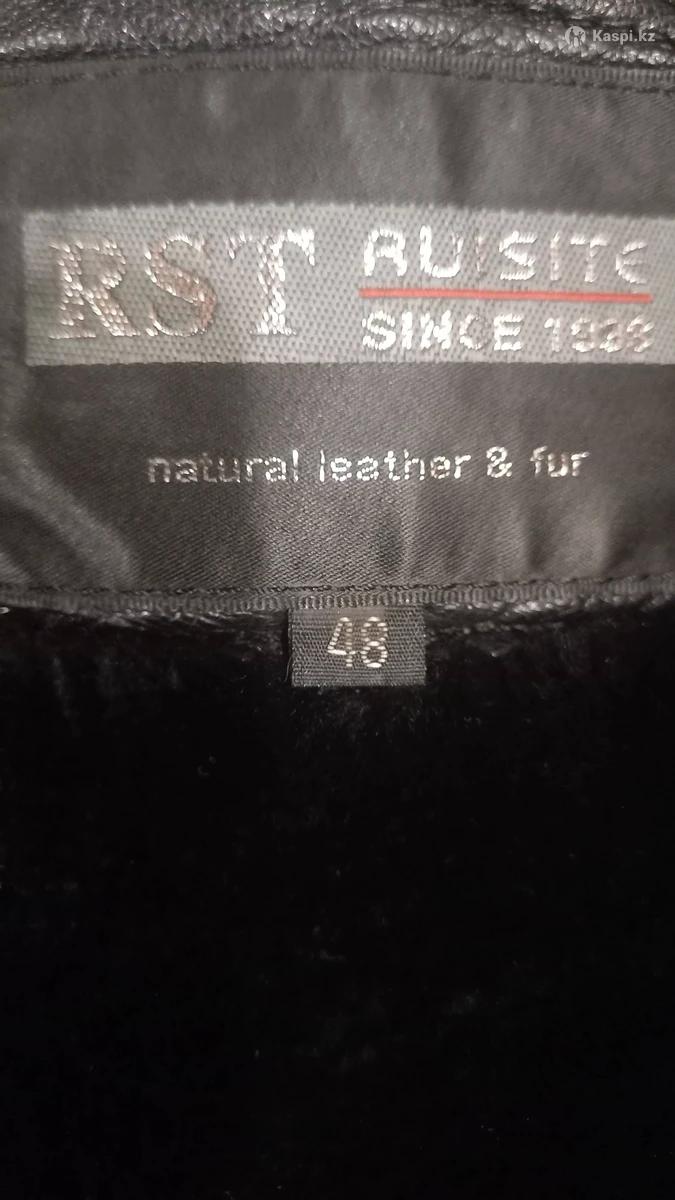 Kaspi.kz
RST
RUISITE
SINCE
natural leather & fur
48